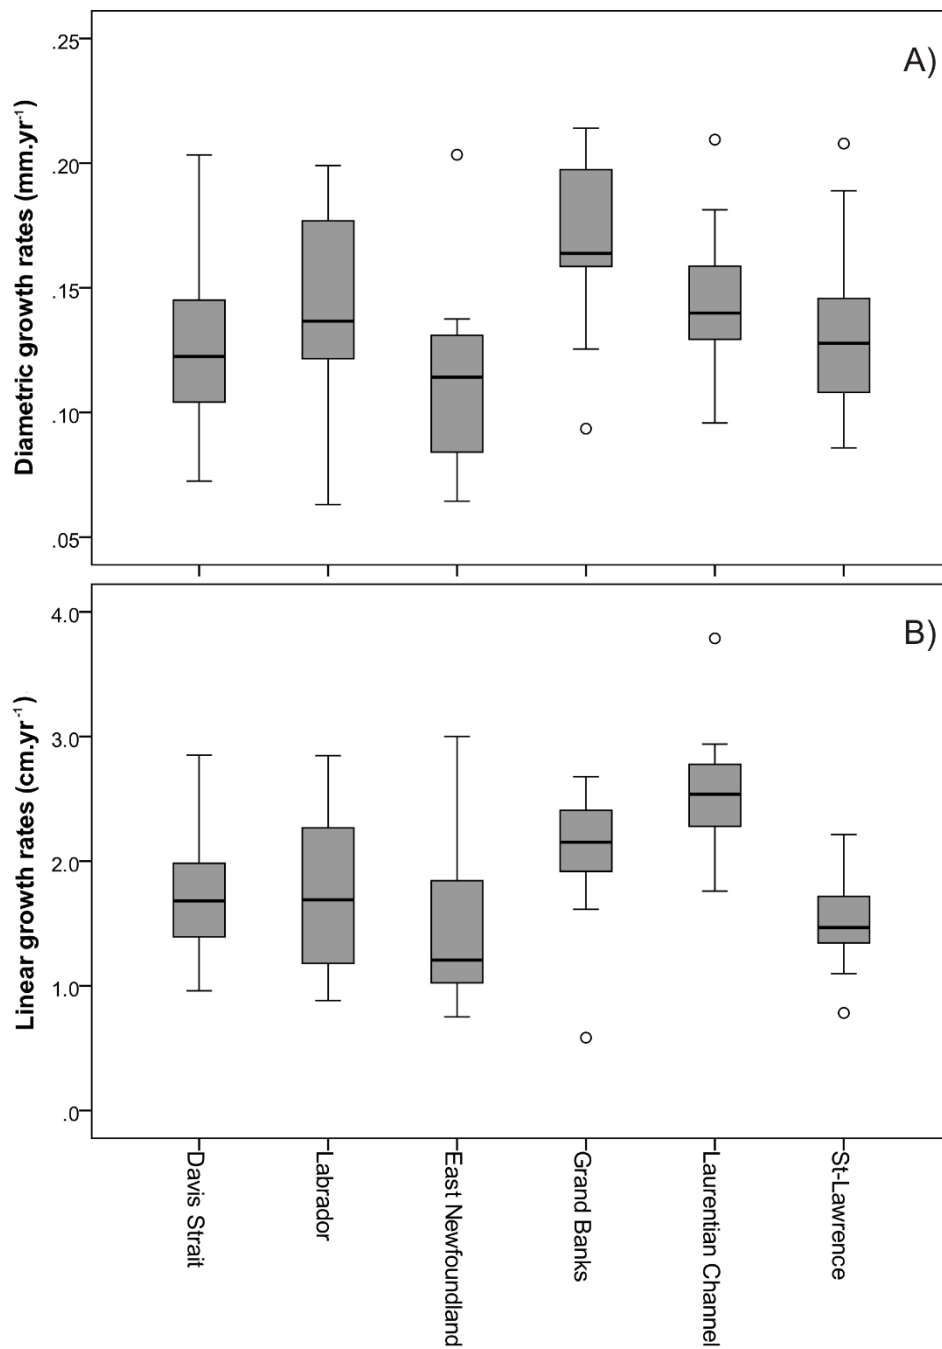 A)
Diametric growth rates (mm.yr⁻¹)
.25
.20
.15
.10
.05
B)
Linear growth rates (cm.yr⁻¹)
4.0
3.0
2.0
1.0
.0
Davis Strait
Labrador
East Newfoundland
Grand Banks
Laurentian Channel
St-Lawrence